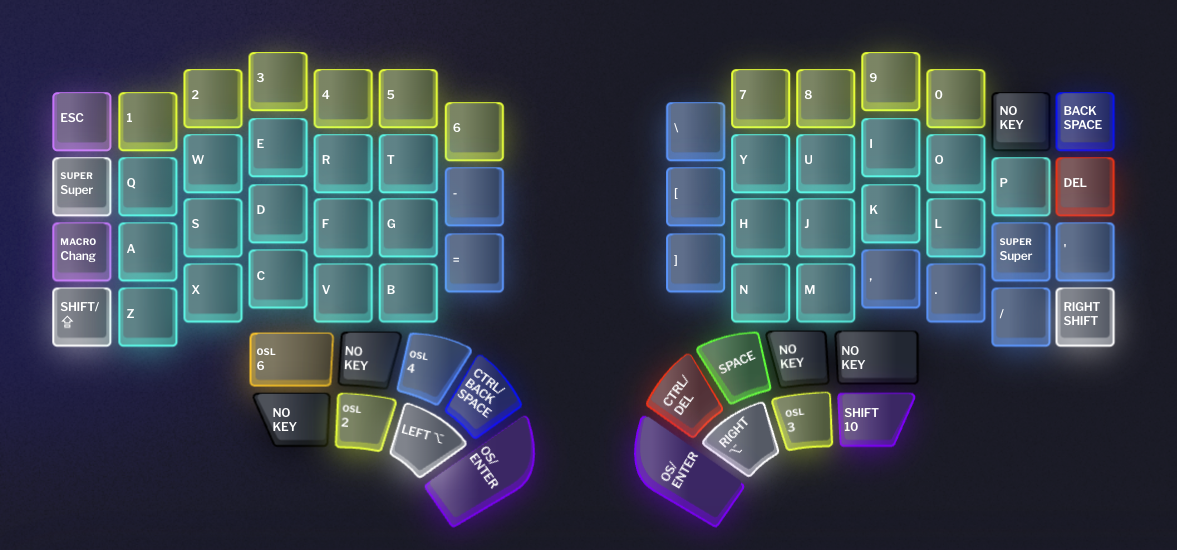 3
9
2
4
5
7
8
0
ESC
1
6
\
NO
KEY
BACK
SPACE
W
E
R
T
Y
U
I
O
SUPER
Super
Q
-
[
P
DEL
S
D
F
G
H
J
K
L
MACRO
Chang
A
=
]
SUPER
Super
'
X
C
V
B
N
M
,
.
SHIFT/
⇪
Z
/
RIGHT
SHIFT
OSL
6
NO
KEY
OSL
4
CTRL/
BACK
SPACE
CTRL/
DEL
SPACE
NO
KEY
NO
KEY
NO
KEY
OSL
2
LEFT ⌥
OS/
ENTER
OS/
ENTER
RIGHT
⌥
OSL
3
SHIFT
10